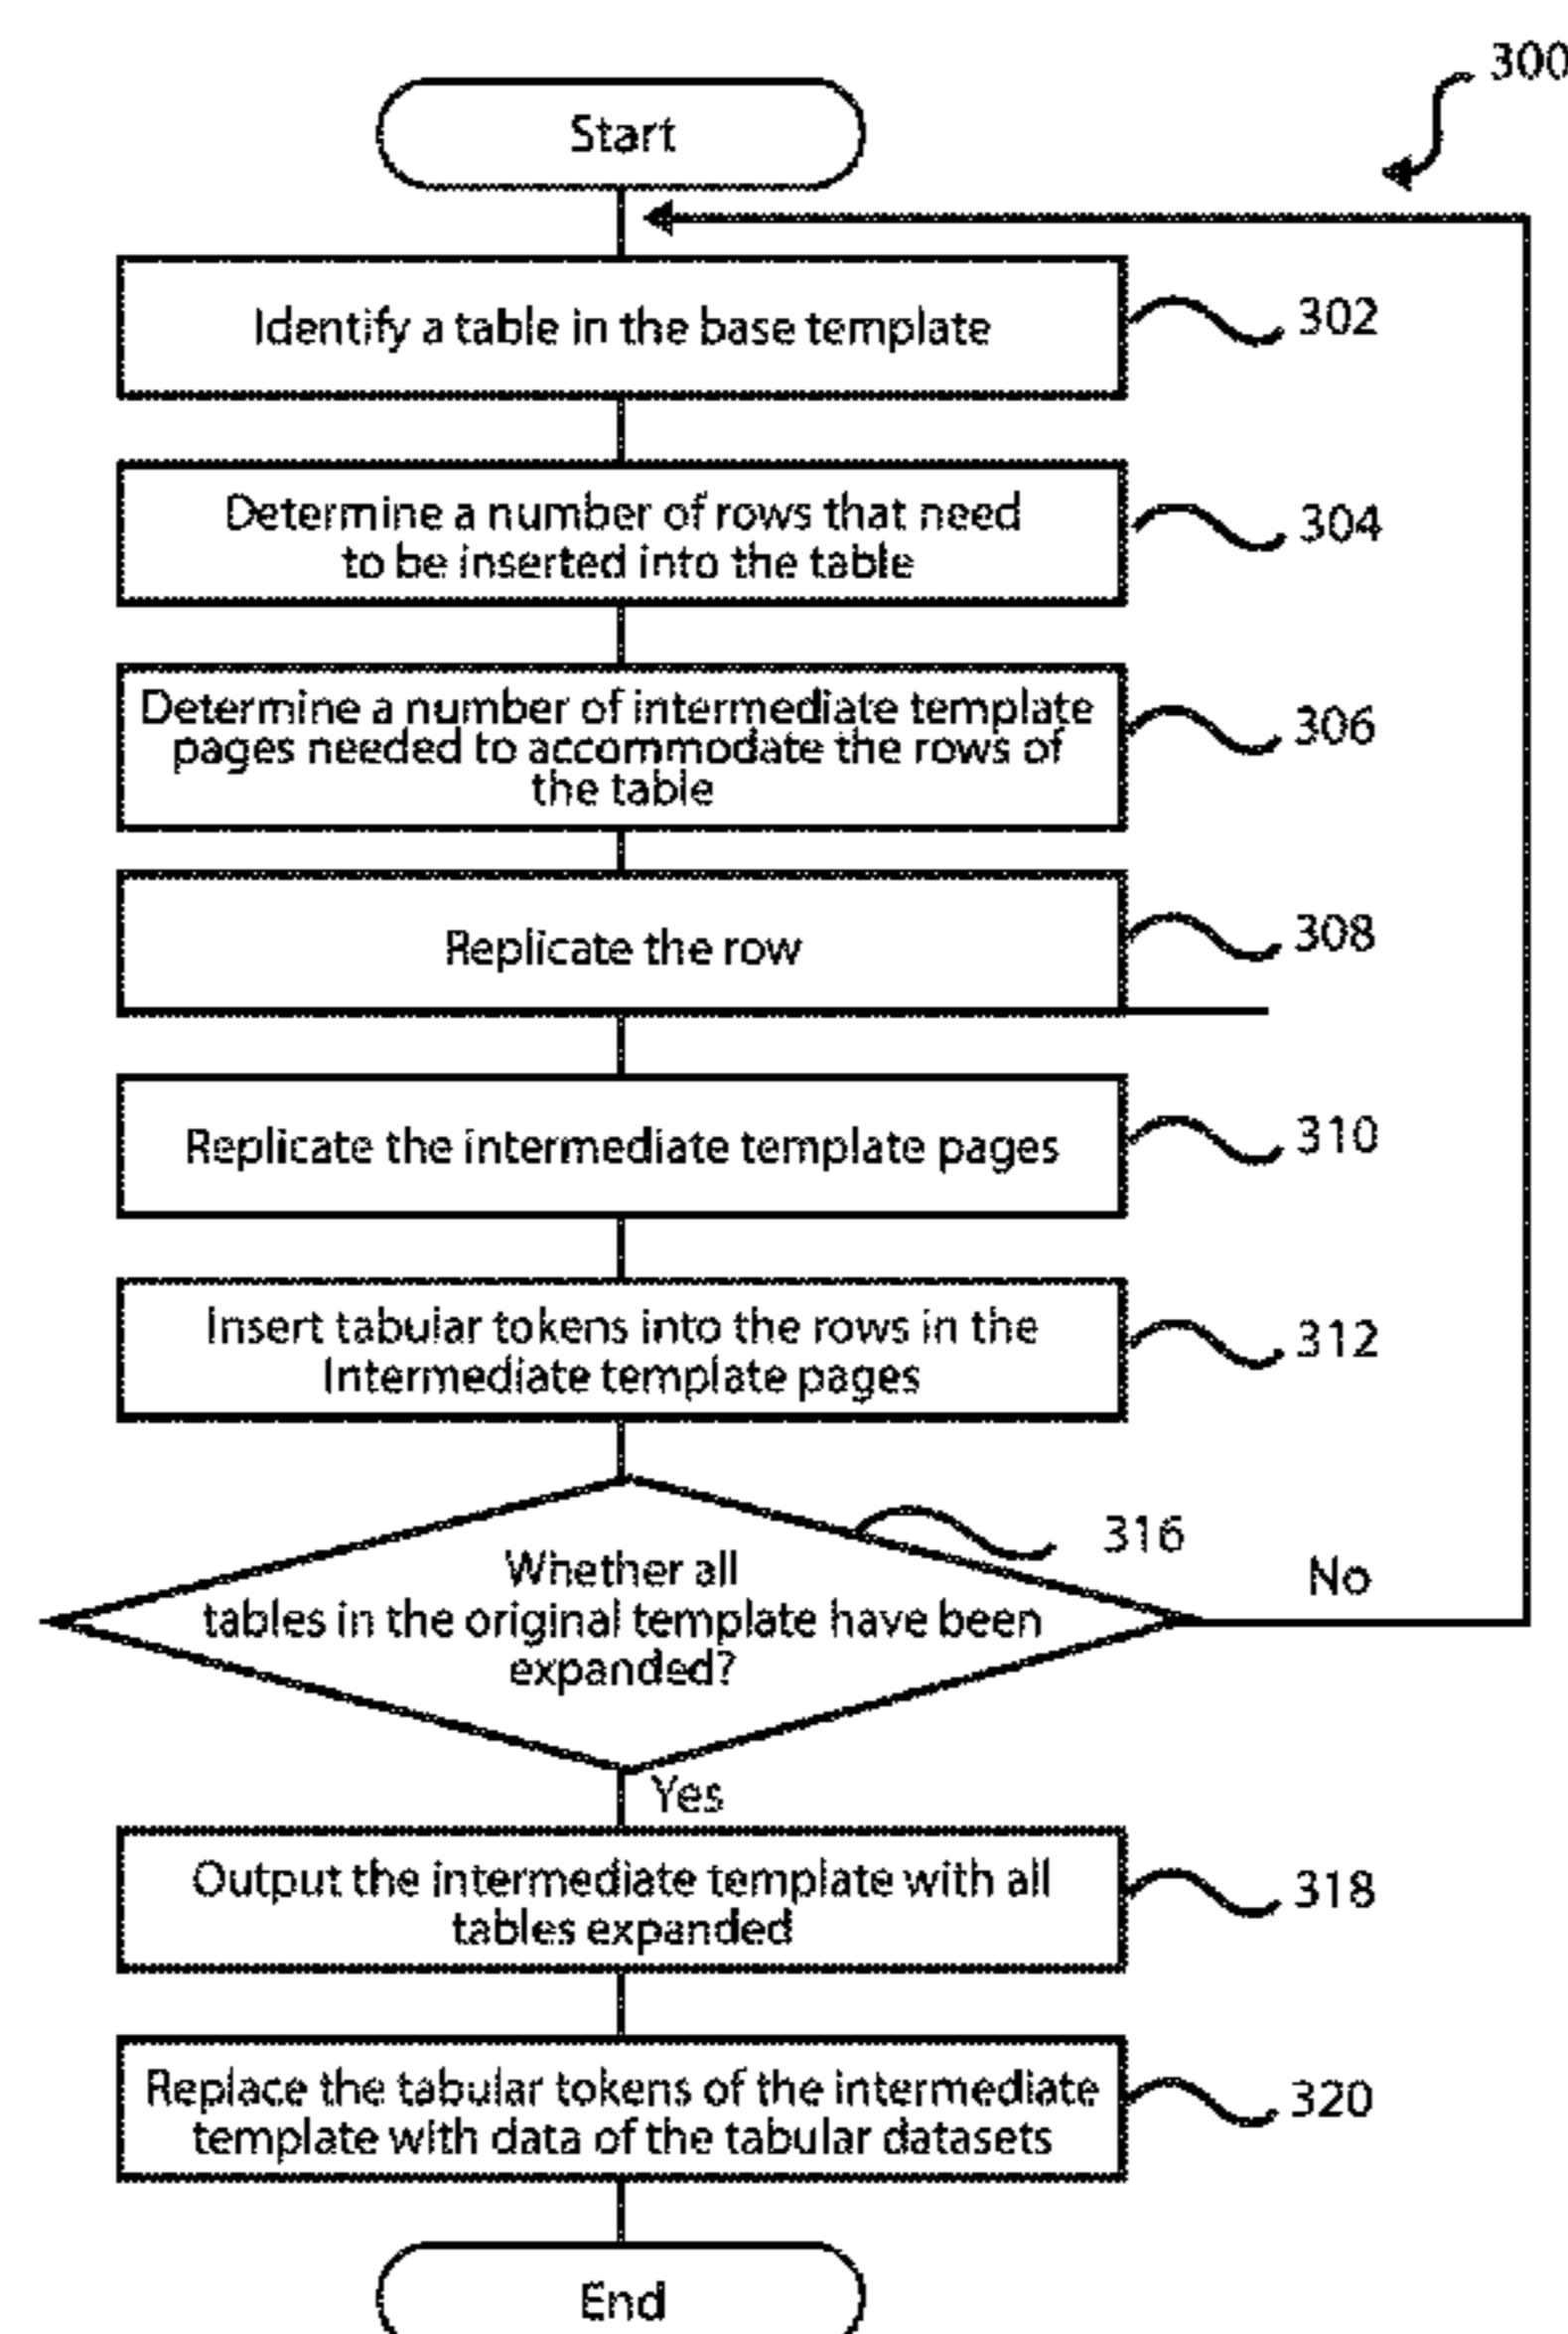 300
Start
Identify a table in the base template
302
Determine a number of rows that need
to be inserted into the table
304
Determine a number of intermediate template
pages needed to accommodate the rows of
the table
306
Replicate the row
308
Replicate the intermediate template pages
310
Insert tabular tokens into the rows in the
Intermediate template pages
312
316
Whether all
tables in the original template have been
expanded?
No
Yes
Output the intermediate template with all
tables expanded
318
Replace the tabular tokens of the intermediate
template with data of the tabular datasets
320
End